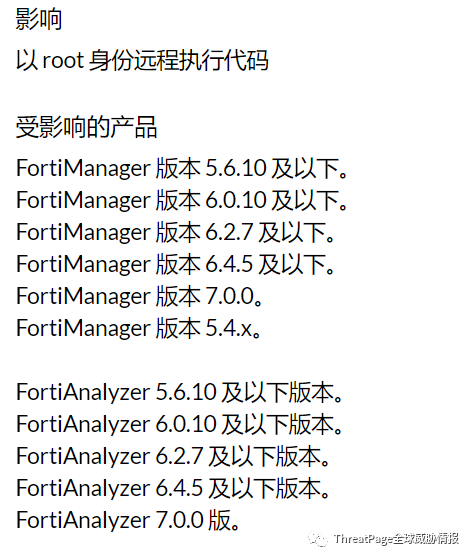 影响
以 root 身份远程执行代码
受影响的产品
FortiManager 版本 5.6.10 及以下。
FortiManager 版本 6.0.10 及以下。
FortiManager 版本 6.2.7 及以下。
FortiManager 版本 6.4.5 及以下。
FortiManager 版本 7.0.0。
FortiManager 版本 5.4.x。
FortiAnalyzer 5.6.10 及以下版本。
FortiAnalyzer 6.0.10 及以下版本。
FortiAnalyzer 6.2.7 及以下版本。
FortiAnalyzer 6.4.5 及以下版本。
FortiAnalyzer 7.0.0 版。
ThreatPage全球威胁情报